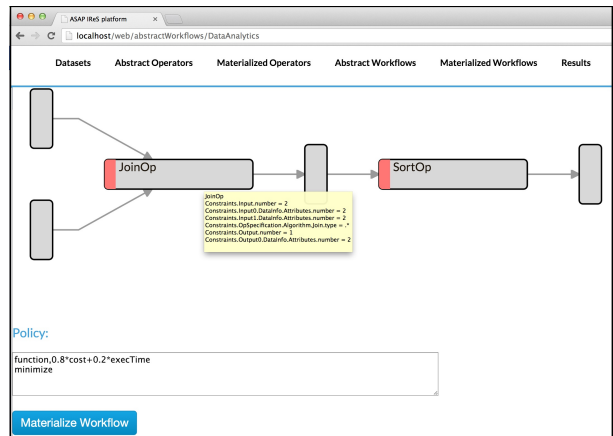 ASAP IReS platform
localhost/web/abstractWorkflows/DataAnalytics
Datasets Abstract Operators Materialized Operators Abstract Workflows Materialized Workflows Results
JoinOp
SortOp
JoinOp
Constraints.Input.number = 2
Constraints.Input0.DataInfo.Attributes.number = 2
Constraints.Input1.DataInfo.Attributes.number = 2
Constraints.OpSpecification.Algorithm.Join.type = .*
Constraints.Output.number = 1
Constraints.Output0.DataInfo.Attributes.number = 2
Policy:
function,0.8*cost+0.2*execTime
minimize
Materialize Workflow